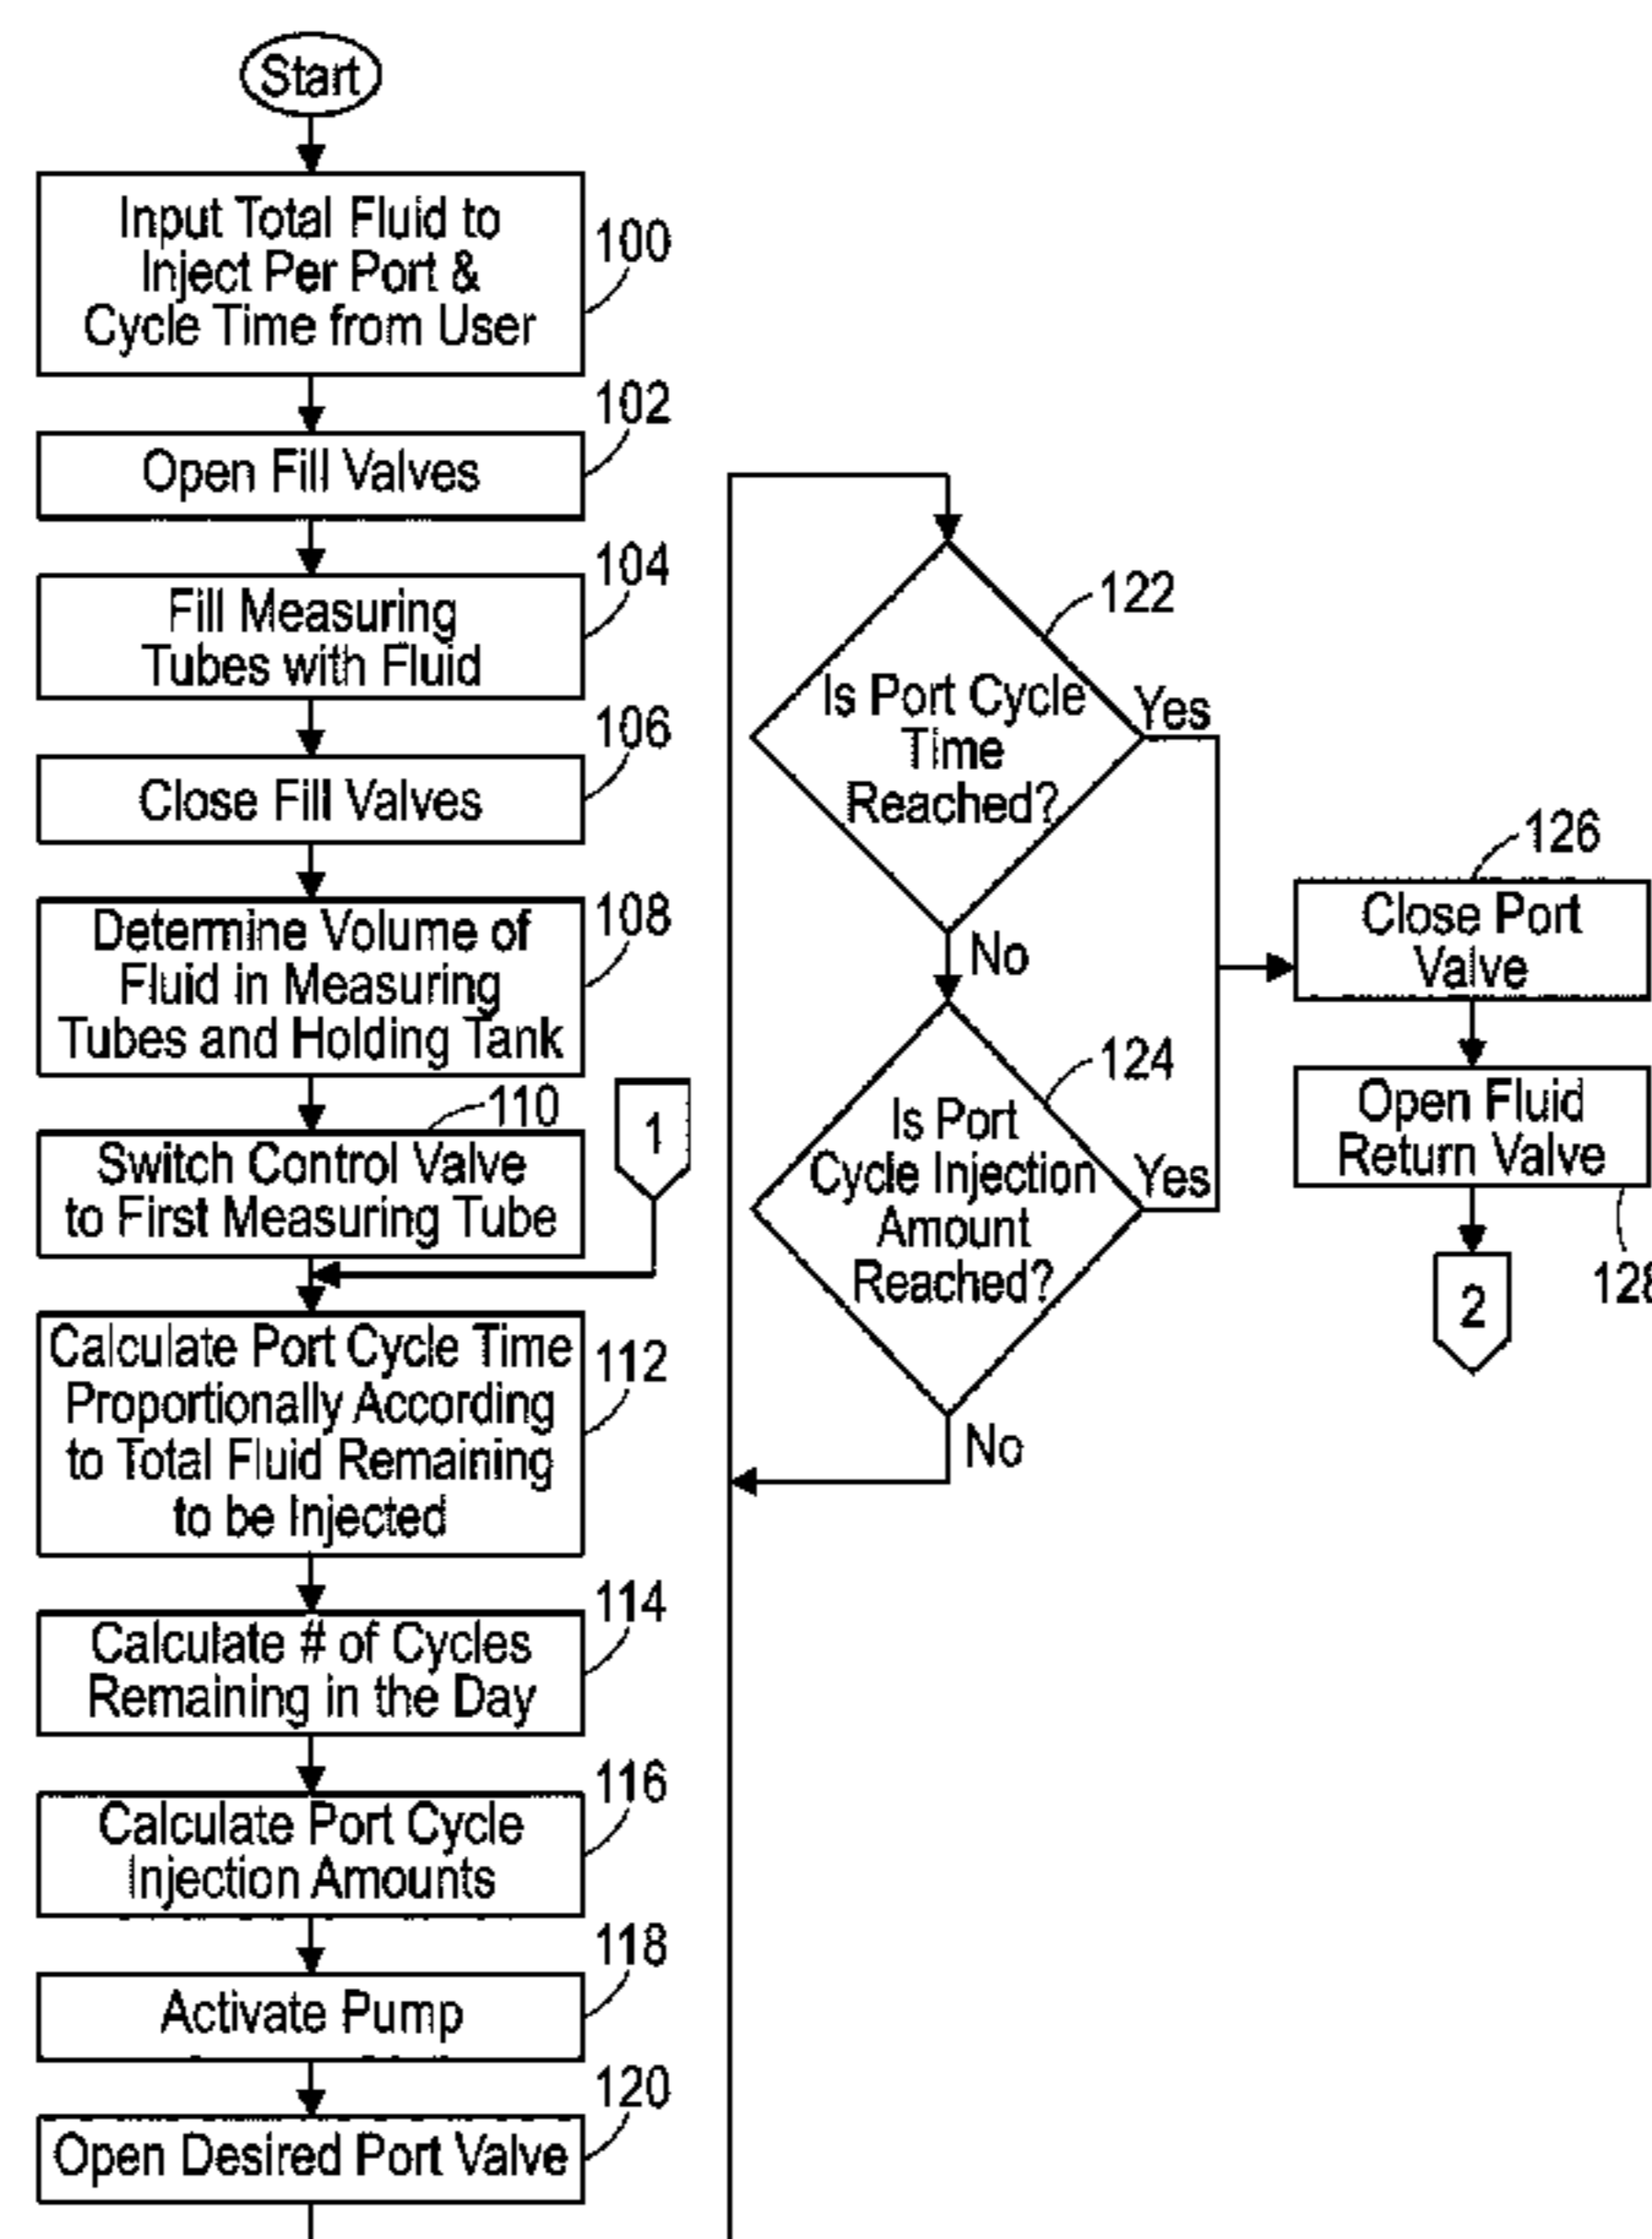 Start
Input Total Fluid to
Inject Per Port &
Cycle Time from User
100
102
Open Fill Valves
104
Fill Measuring
Tubes with Fluid
106
Close Fill Valves
108
Determine Volume of
Fluid in Measuring
Tubes and Holding Tank
110
1
Switch Control Valve
to First Measuring Tube
Calculate Port Cycle Time
Proportionally According
to Total Fluid Remaining
to be Injected
112
114
Calculate # of Cycles
Remaining in the Day
116
Calculate Port Cycle
Injection Amounts
118
Activate Pump
120
Open Desired Port Valve
122
Is Port Cycle
Time
Reached?
Yes
No
124
Is Port
Cycle Injection
Amount
Reached?
Yes
No
126
Close Port
Valve
Open Fluid
Return Valve
128
2